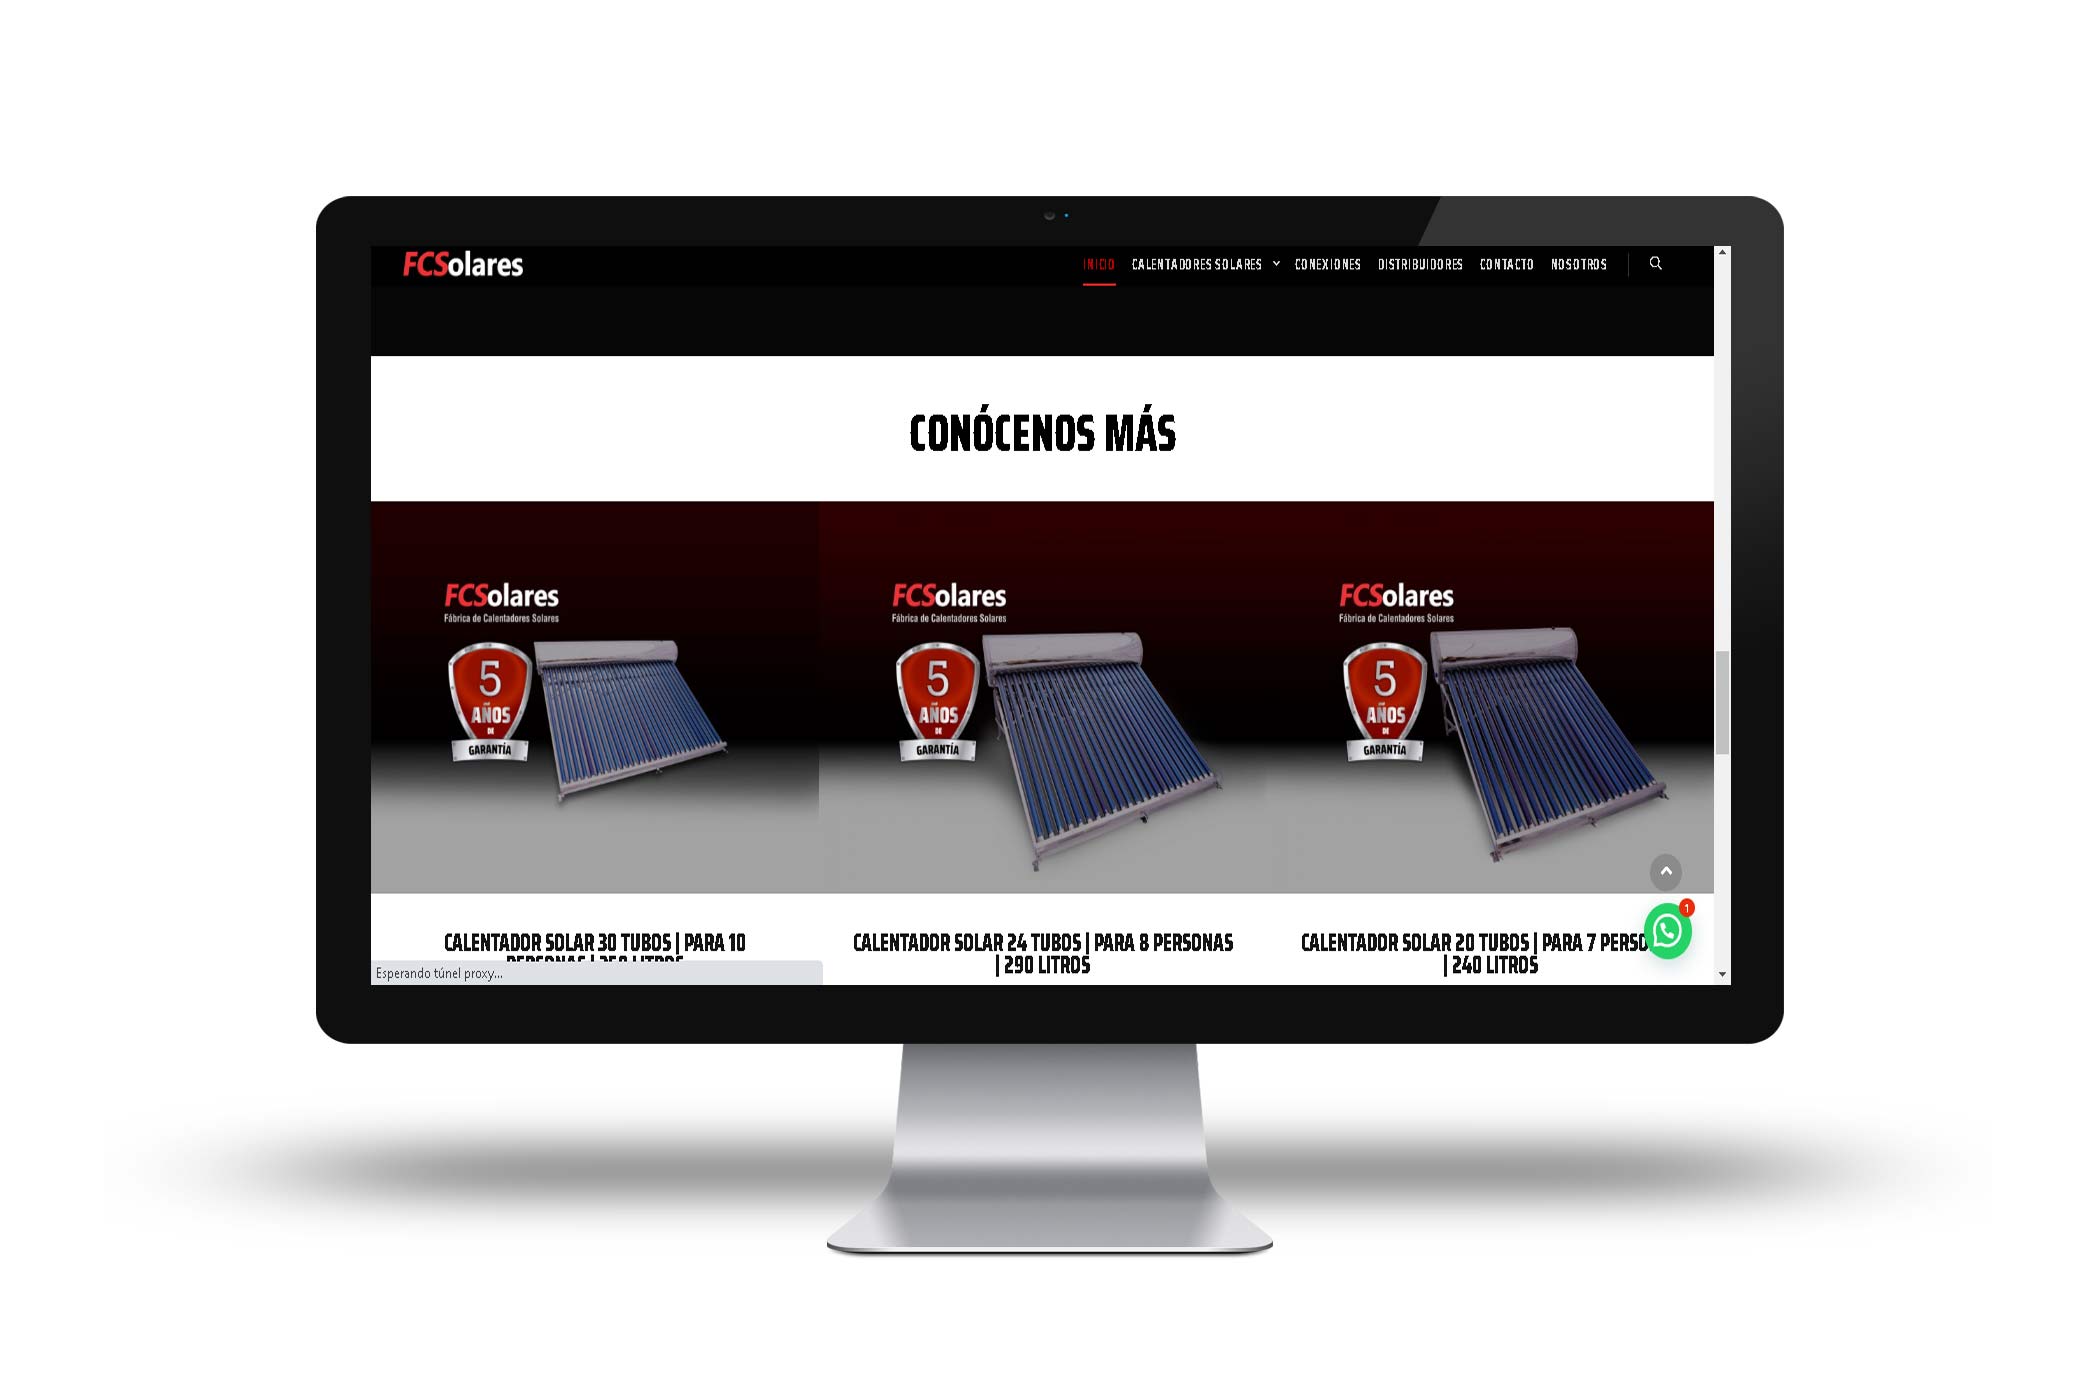 FCSolares
INICIO CALENTADORES SOLARES CONEXIONES DISTRIBUIDORES CONTACTO NOSOTROS
CONÓCENOS MÁS
FCSolares
Fábrica de Calentadores Solares
5
AÑOS
DE
GARANTÍA
FCSolares
Fábrica de Calentadores Solares
5
AÑOS
DE
GARANTÍA
FCSolares
Fábrica de Calentadores Solares
5
AÑOS
DE
GARANTÍA
CALENTADOR SOLAR 30 TUBOS | PARA 10
PERSONAS | LITROS
CALENTADOR SOLAR 24 TUBOS | PARA 8 PERSONAS
| 290 LITROS
CALENTADOR SOLAR 20 TUBOS | PARA 7 PERSO
| 240 LITROS
1
Esperando túnel proxy...